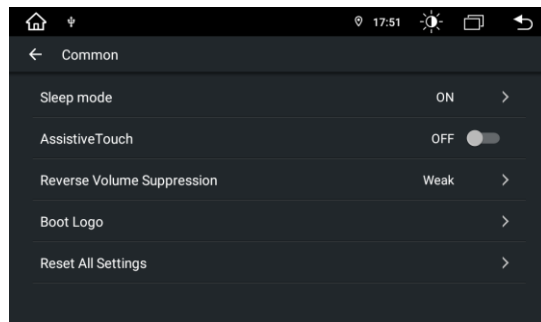 17:51
Common
Sleep mode ON
AssistiveTouch OFF
Reverse Volume Suppression Weak
Boot Logo
Reset All Settings